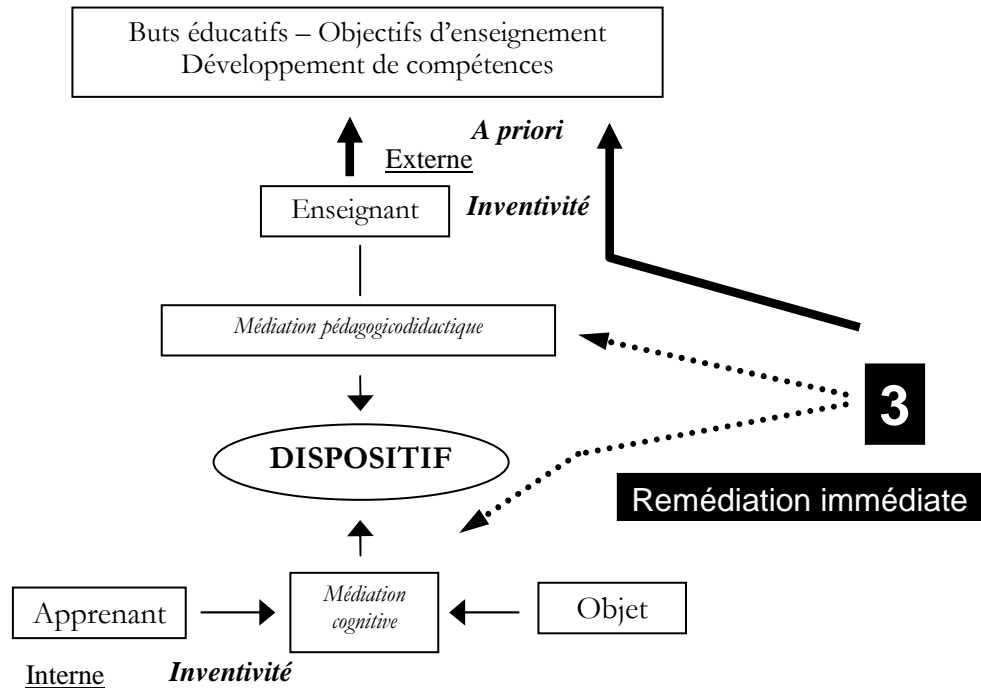 Buts éducatifs – Objectifs d'enseignement
Développement de compétences
A priori
Externe
Enseignant
Inventivité
Médiation pédagogicodidactique
3
DISPOSITIF
Remédiation immédiate
Apprenant
Médiation
cognitive
Objet
Interne
Inventivité